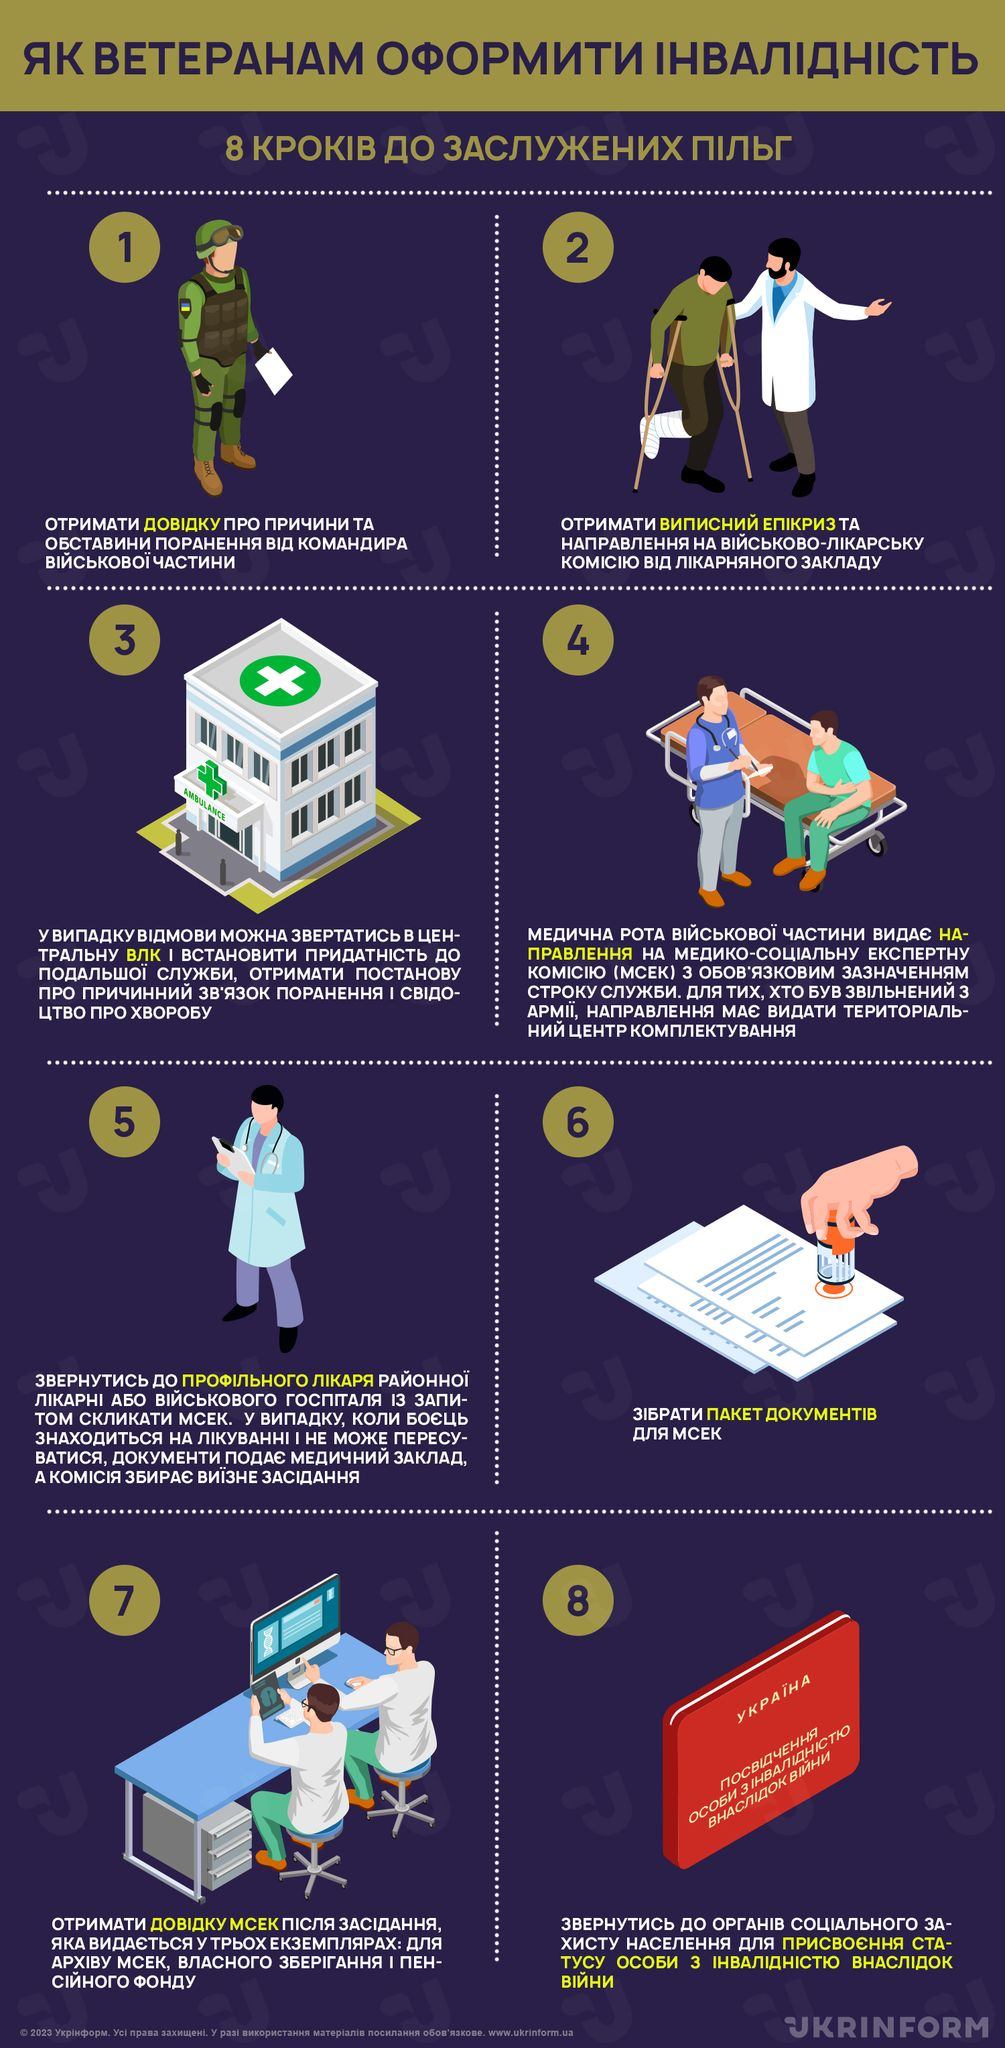 ЯК ВЕТЕРАНАМ ОФОРМИТИ ІНВАЛІДНІСТЬ
8 КРОКІВ ДО ЗАСЛУЖЕНИХ ПІЛЬГ
1
ОТРИМАТИ ДОВІДКУ ПРО ПРИЧИНИ ТА
ОБСТАВИНИ ПОРАНЕННЯ ВІД КОМАНДИРА
ВІЙСЬКОВОЇ ЧАСТИНИ
2
ОТРИМАТИ ВИПИСНИЙ ЕПІКРИЗ ТА
НАПРАВЛЕННЯ НА ВІЙСЬКОВО-ЛІКАРСЬКУ
КОМІСІЮ ВІД ЛІКАРНЯНОГО ЗАКЛАДУ
3
AMBULANCE
У ВИПАДКУ ВІДМОВИ МОЖНА ЗВЕРТАТИСЬ В ЦЕН-
ТРАЛЬНУ ВЛК І ВСТАНОВИТИ ПРИДАТНІСТЬ ДО
ПОДАЛЬШОЇ СЛУЖБИ, ОТРИМАТИ ПОСТАНОВУ
ПРО ПРИЧИННИЙ ЗВ'ЯЗОК ПОРАНЕННЯ І СВІДО-
ЦТВО ПРО ХВОРОБУ
4
МЕДИЧНА РОТА ВІЙСЬКОВОЇ ЧАСТИНИ ВИДАЄ НА-
ПРАВЛЕННЯ НА МЕДИКО-СОЦІАЛЬНУ ЕКСПЕРТНУ
КОМІСІЮ (МСЕК) З ОБОВ'ЯЗКОВИМ ЗАЗНАЧЕННЯМ
СТРОКУ СЛУЖБИ. ДЛЯ ТИХ, ХТО БУВ ЗВІЛЬНЕНИЙ З
АРМІЇ, НАПРАВЛЕННЯ МАЄ ВИДАТИ ТЕРИТОРІАЛЬ-
НИЙ ЦЕНТР КОМПЛЕКТУВАННЯ
5
ЗВЕРНУТИСЬ ДО ПРОФІЛЬНОГО ЛІКАРЯ РАЙОННОЇ
ЛІКАРНІ АБО ВІЙСЬКОВОГО ГОСПІТАЛЯ ІЗ ЗАПИ-
ТОМ СКЛИКАТИ МСЕК. У ВИПАДКУ, КОЛИ БОЄЦЬ
ЗНАХОДИТЬСЯ НА ЛІКУВАННІ І НЕ МОЖЕ ПЕРЕСУ-
ВАТИСЯ, ДОКУМЕНТИ ПОДАЄ МЕДИЧНИЙ ЗАКЛАД,
А КОМІСІЯ ЗБИРАЄ ВИЇЗНЕ ЗАСІДАННЯ
6
ЗІБРАТИ ПАКЕТ ДОКУМЕНТІВ
ДЛЯ МСЕК
7
ОТРИМАТИ ДОВІДКУ МСЕК ПІСЛЯ ЗАСІДАННЯ,
ЯКА ВИДАЄТЬСЯ У ТРЬОХ ЕКЗЕМПЛЯРАХ: ДЛЯ
АРХІВУ МСЕК, ВЛАСНОГО ЗБЕРІГАННЯ І ПЕН-
СІЙНОГО ФОНДУ
8
УКРАЇНА
ПОСВІДЧЕННЯ
ОСОБИ З ІНВАЛІДНІСТЮ
ВНАСЛІДОК ВІЙНИ
ЗВЕРНУТИСЬ ДО ОРГАНІВ СОЦІАЛЬНОГО ЗА-
ХИСТУ НАСЕЛЕННЯ ДЛЯ ПРИСВОЄННЯ СТА-
ТУСУ ОСОБИ З ІНВАЛІДНІСТЮ ВНАСЛІДОК
ВІЙНИ
© 2023 Укрінформ. Усі права захищені. У разі використання матеріалів посилання обов'язкове. www.ukrinform.ua
UKRINFORM